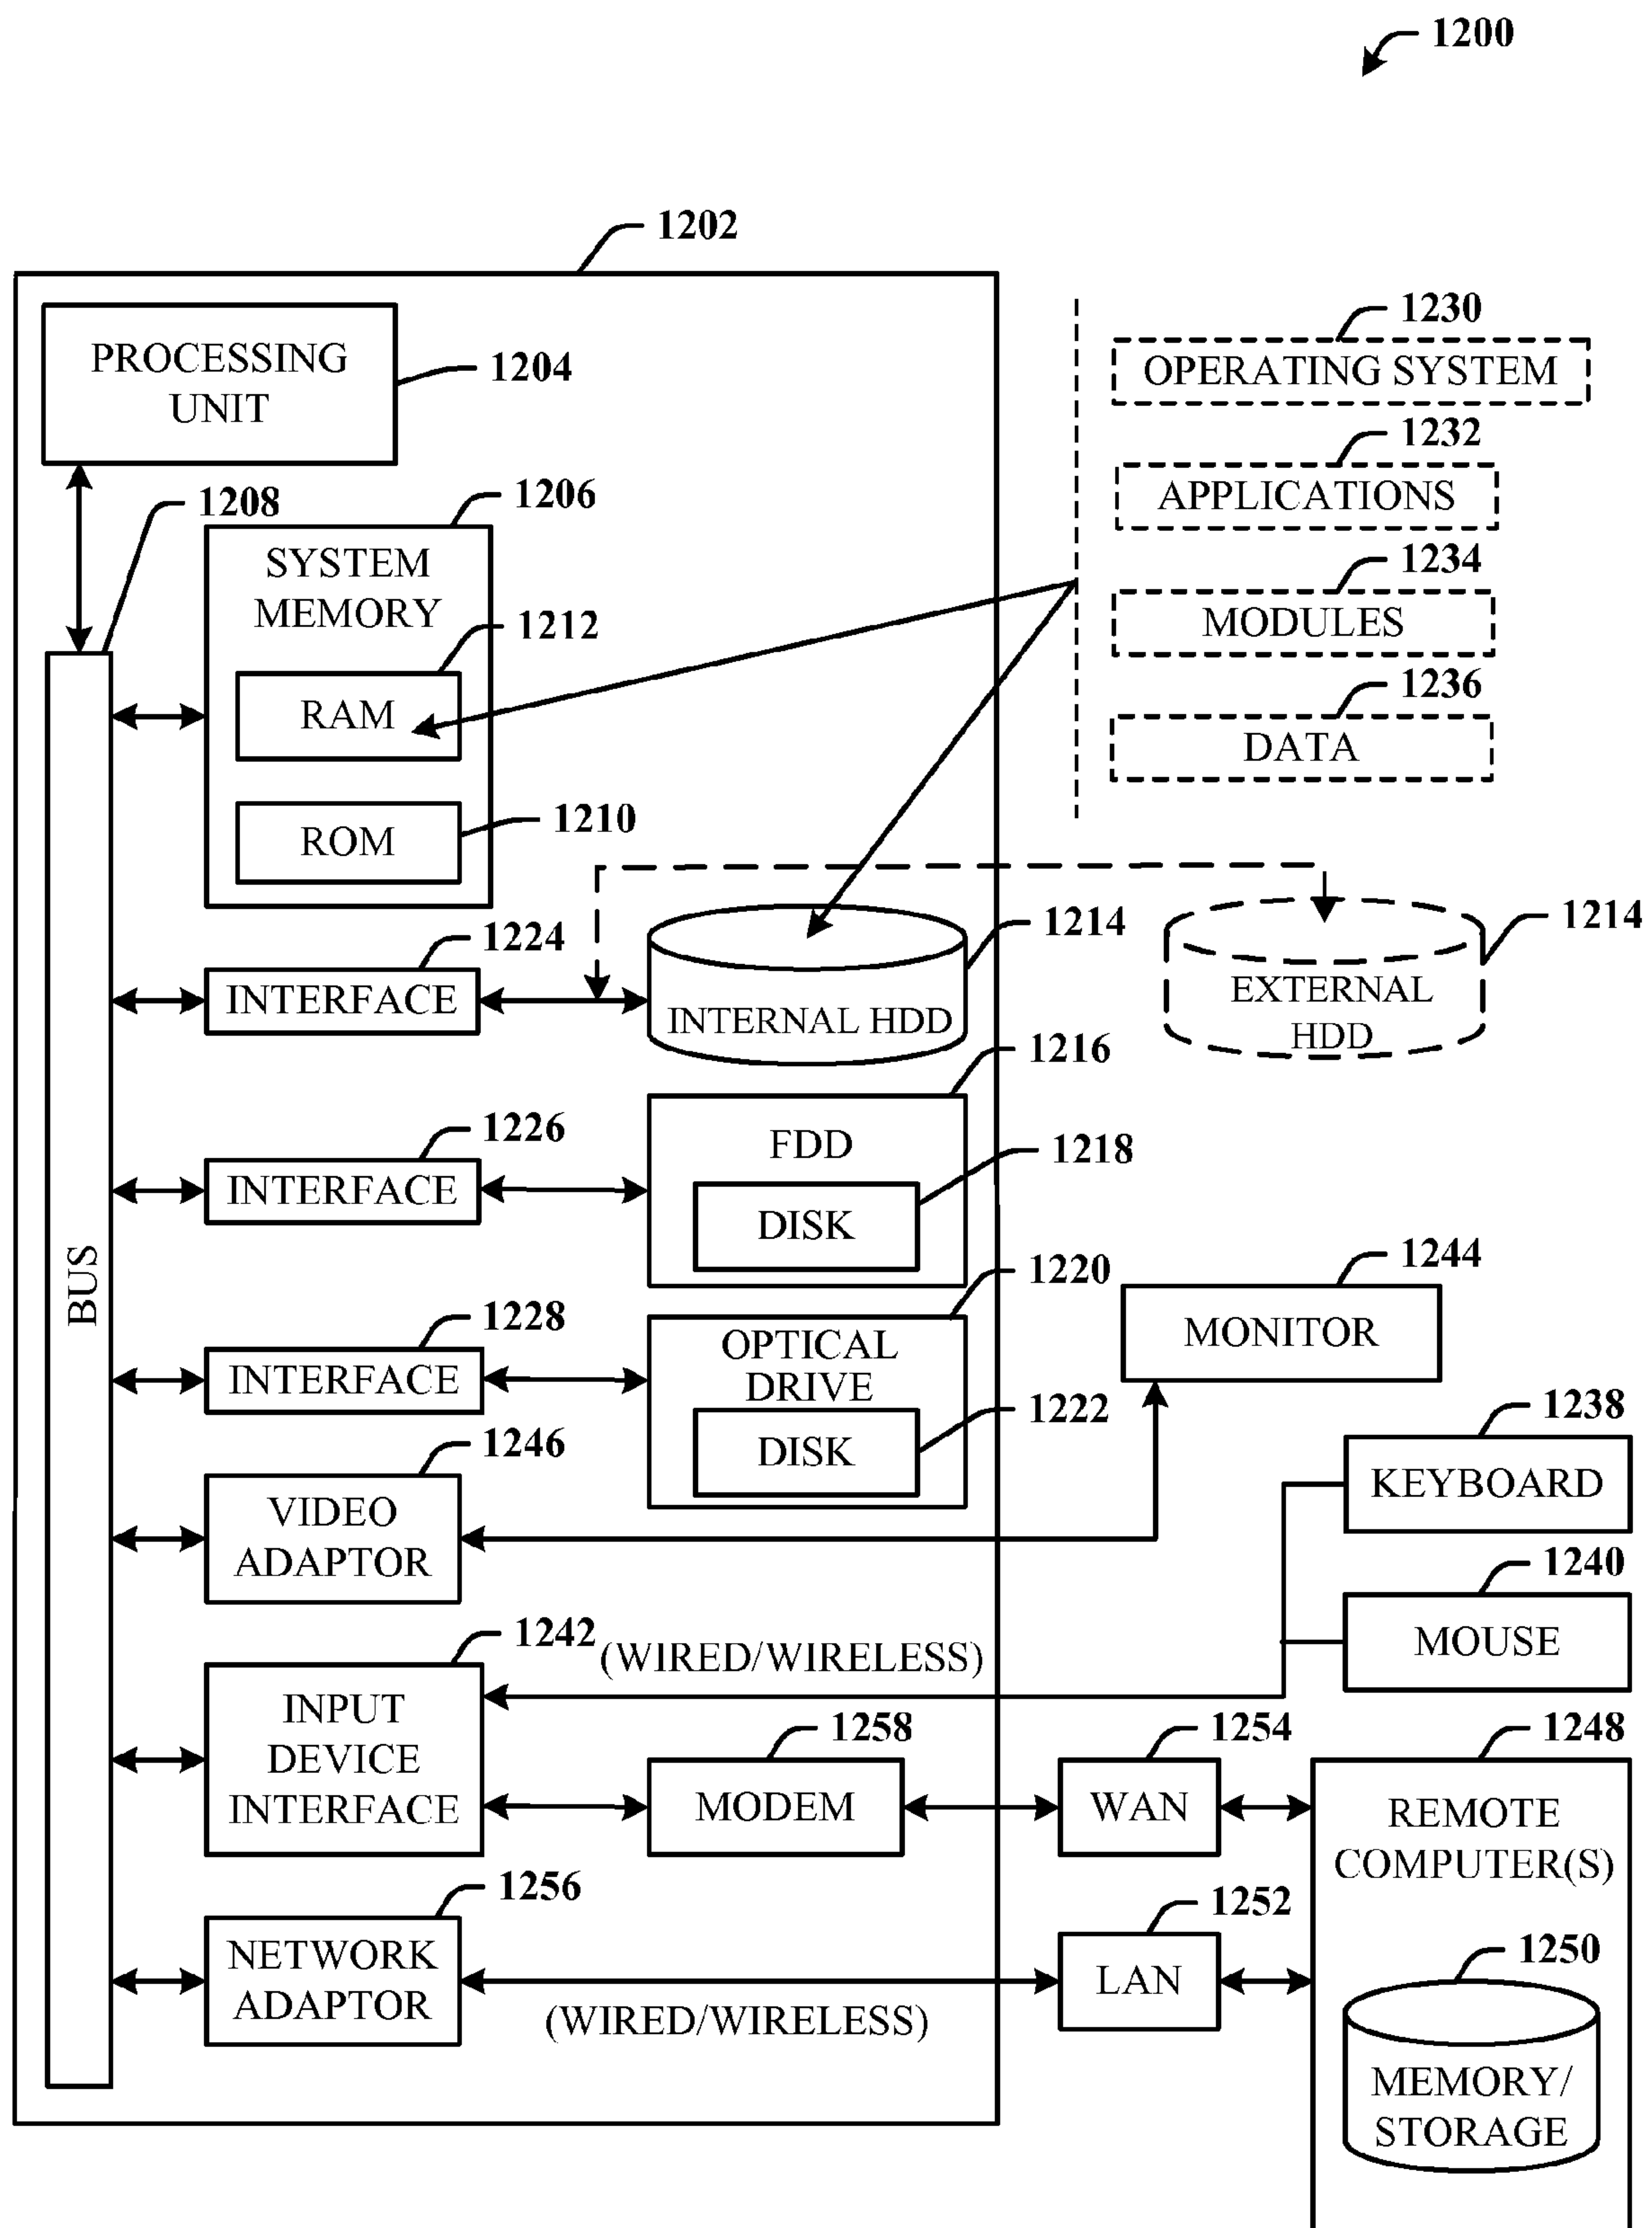 1200
1202
PROCESSING
UNIT
1204
1208
1206
SYSTEM
MEMORY
1212
RAM
1210
ROM
1230
OPERATING SYSTEM
1232
APPLICATIONS
1234
MODULES
1236
DATA
1224
INTERFACE
1214
INTERNAL HDD
1214
EXTERNAL
HDD
1216
1226
INTERFACE
FDD
1218
DISK
BUS
1220
1228
INTERFACE
OPTICAL
DRIVE
1222
DISK
1244
MONITOR
1246
VIDEO
ADAPTOR
1238
KEYBOARD
1240
MOUSE
1242
(WIRED/WIRELESS)
INPUT
DEVICE
INTERFACE
1258
MODEM
1254
WAN
1248
REMOTE
COMPUTER(S)
1256
NETWORK
ADAPTOR
(WIRED/WIRELESS)
1252
LAN
1250
MEMORY/
STORAGE